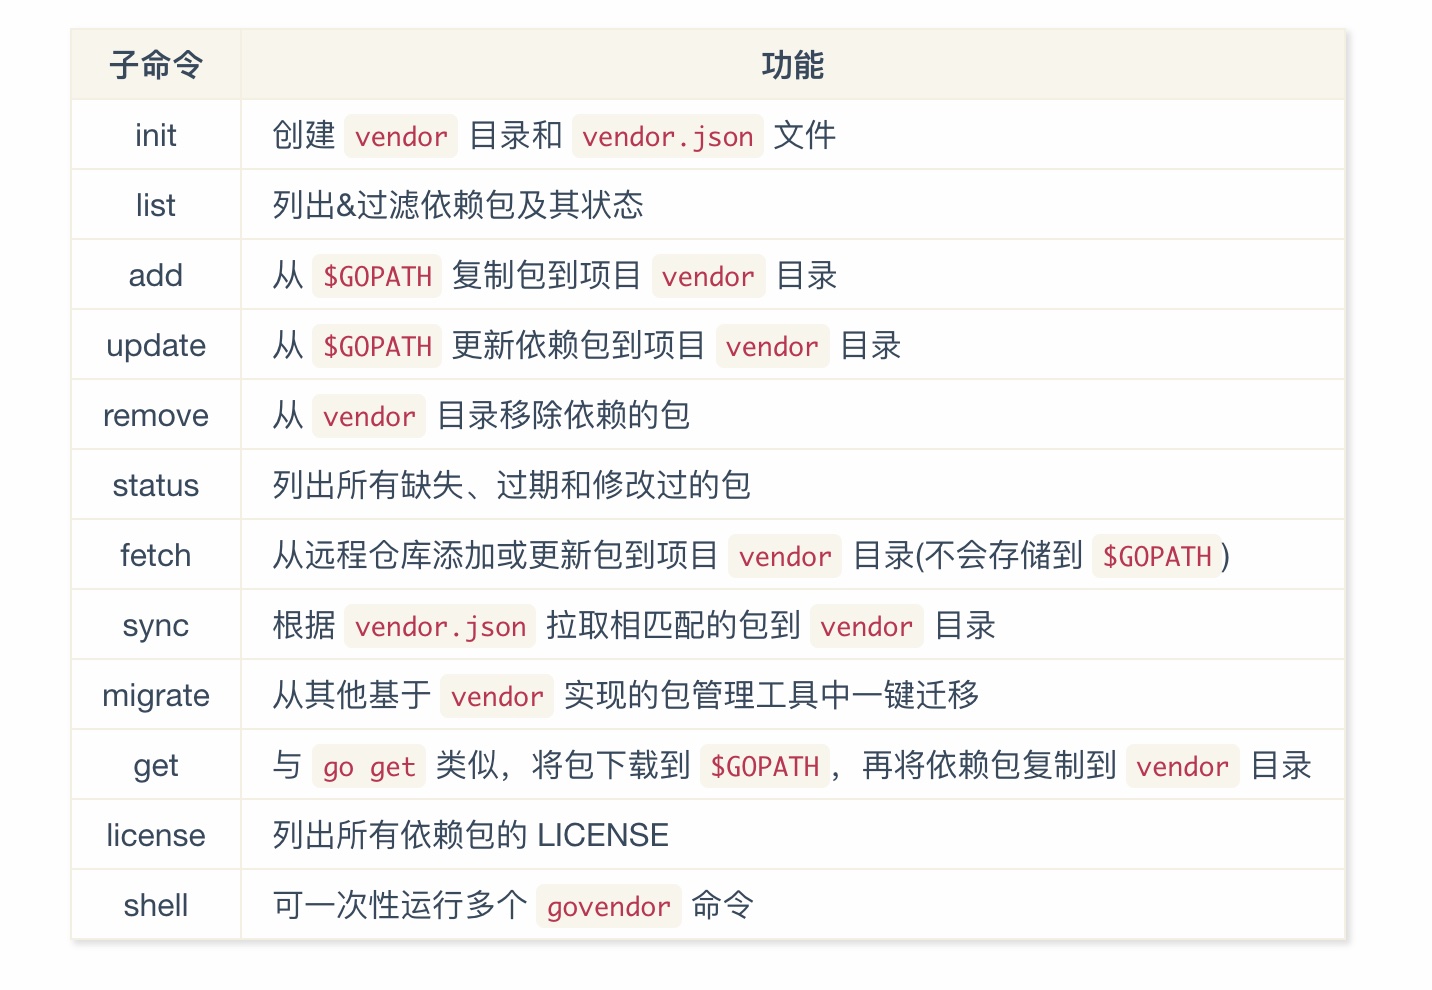 子命令 功能
init 创建 vendor 目录和 vendor.json 文件
list 列出&过滤依赖包及其状态
add 从 $GOPATH 复制包到项目 vendor 目录
update 从 $GOPATH 更新依赖包到项目 vendor 目录
remove 从 vendor 目录移除依赖的包
status 列出所有缺失、过期和修改过的包
fetch 从远程仓库添加或更新包到项目 vendor 目录(不会存储到 $GOPATH)
sync 根据 vendor.json 拉取相匹配的包到 vendor 目录
migrate 从其他基于 vendor 实现的包管理工具中一键迁移
get 与 go get 类似，将包下载到 $GOPATH，再将依赖包复制到 vendor 目录
license 列出所有依赖包的 LICENSE
shell 可一次性运行多个 govendor 命令